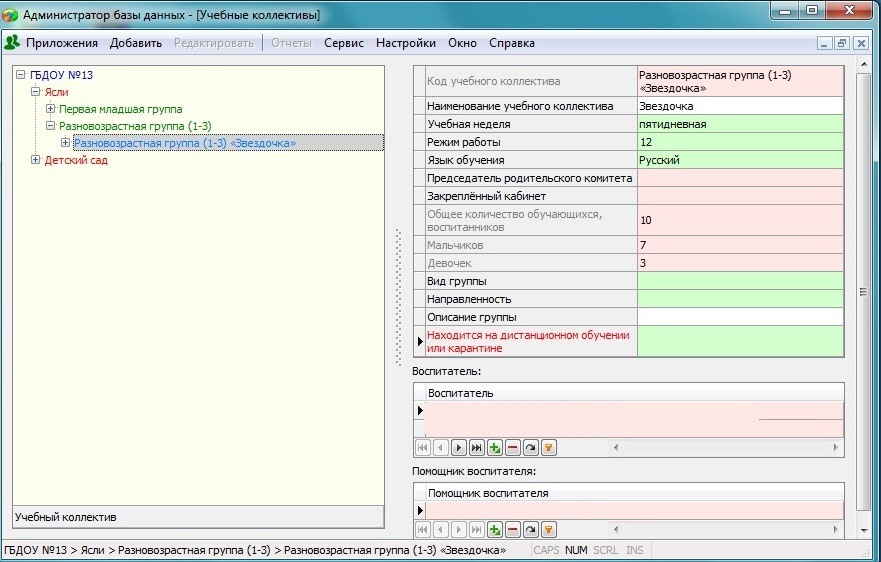 Администратор базы данных - [Учебные коллективы]
Приложения Добавить Редактировать Отчеты Сервис Настройки Окно Справка
ГБДОУ №13
Ясли
Первая младшая группа
Разновозрастная группа (1-3)
Разновозрастная группа (1-3) «Звездочка»
Детский сад
Учебный коллектив
Код учебного коллектива Разновозрастная группа (1-3)
«Звездочка»
Наименование учебного коллектива Звездочка
Учебная неделя пятидневная
Режим работы 12
Язык обучения Русский
Председатель родительского комитета
Закреплённый кабинет
Общее количество обучающихся,
воспитанников 10
Мальчиков 7
Девочек 3
Вид группы
Направленность
Описание группы
Находится на дистанционном обучении
или карантине
Воспитатель:
Воспитатель
Помощник воспитателя:
Помощник воспитателя
ГБДОУ №13 > Ясли > Разновозрастная группа (1-3) > Разновозрастная группа (1-3) «Звездочка» CAPS NUM SCRL INS